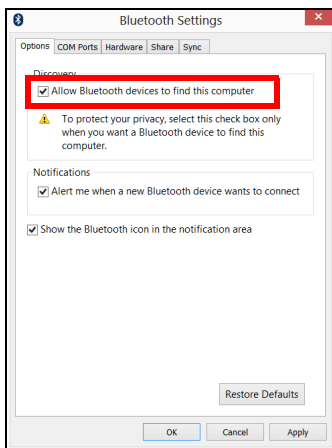 Bluetooth Settings
Options COM Ports Hardware Share Sync
Discovery
Allow Bluetooth devices to find this computer
To protect your privacy, select this check box only
when you want a Bluetooth device to find this
computer.
Notifications
Alert me when a new Bluetooth device wants to connect
Show the Bluetooth icon in the notification area
Restore Defaults
OK Cancel Apply